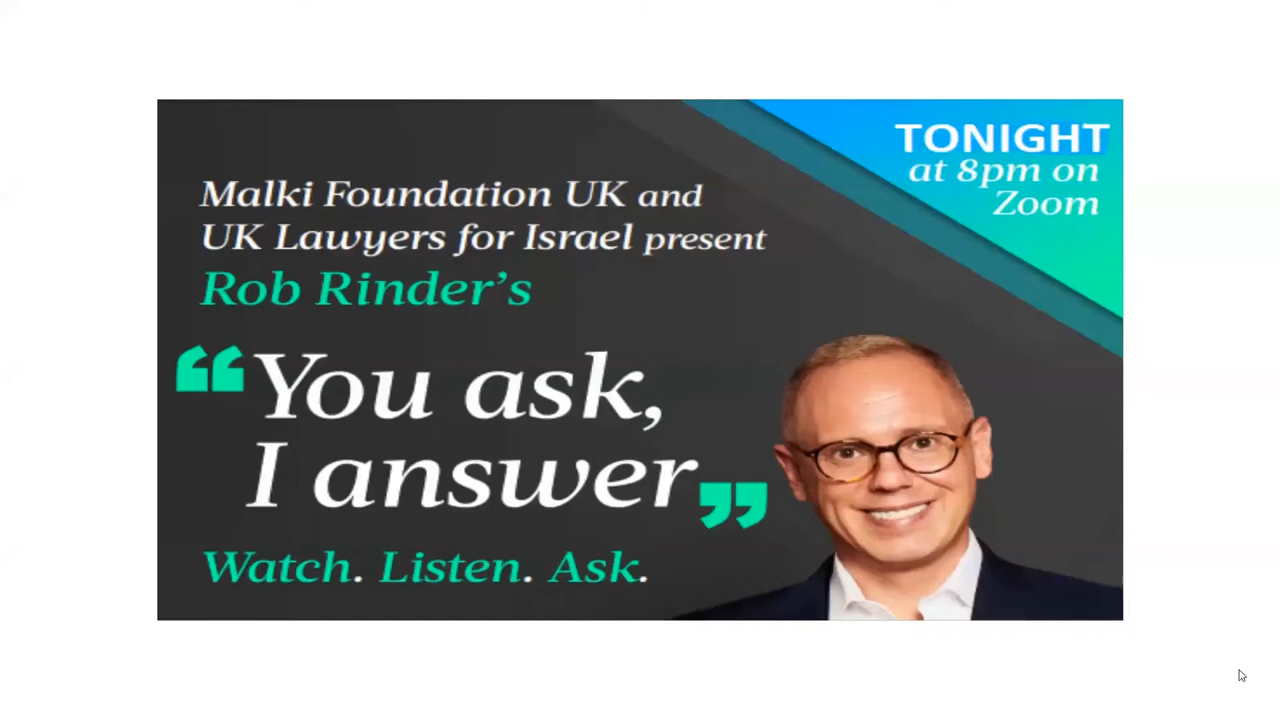 TONIGHT
at 8pm on
Zoom
Malki Foundation UK and
UK Lawyers for Israel present
Rob Rinder’s
“You ask,
I answer”
Watch. Listen. Ask.